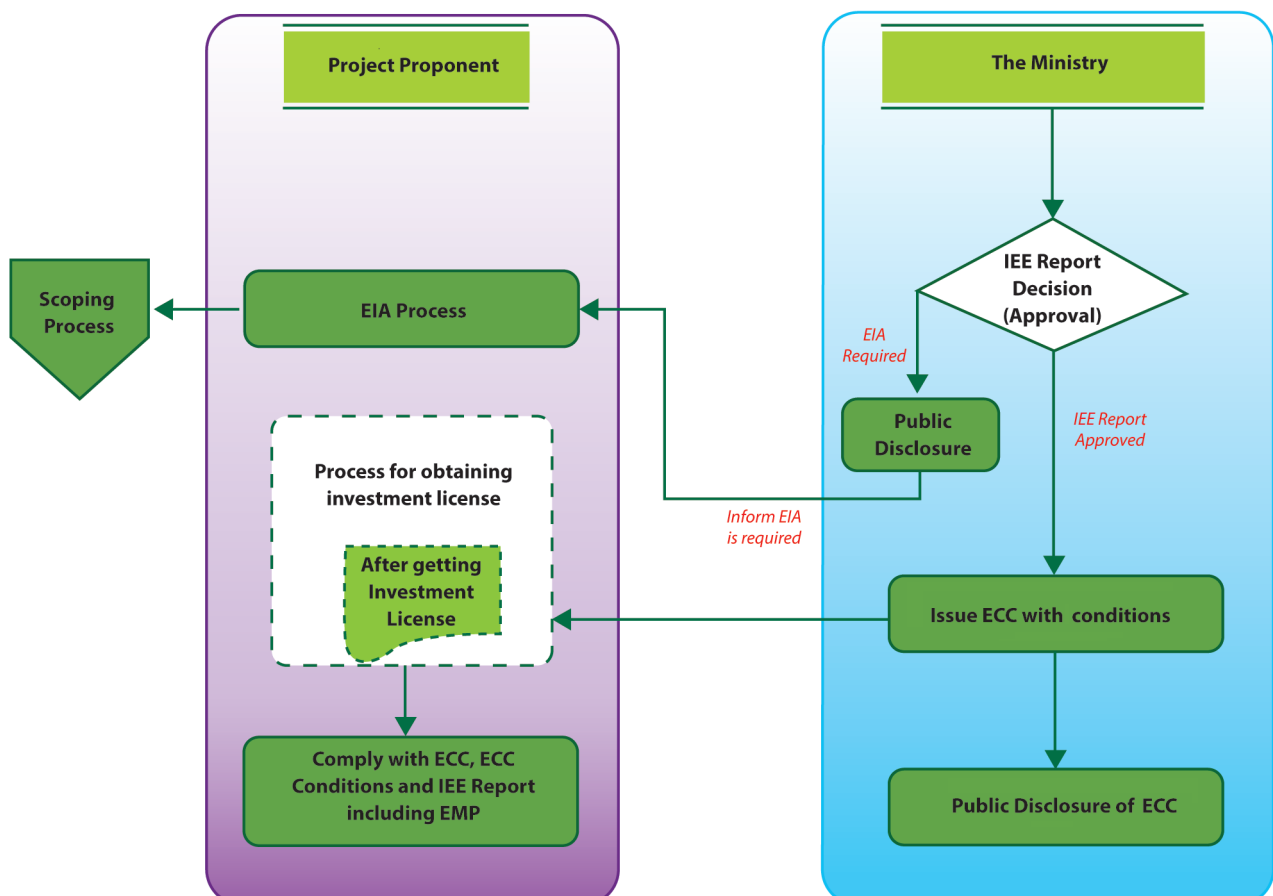 Project Proponent
The Ministry
IEE Report
Decision
(Approval)
Scoping
Process
EIA Process
EIA
Required
Public
Disclosure
IEE Report
Approved
Process for obtaining
investment license
Inform EIA
is required
After getting
Investment
License
Issue ECC with conditions
Comply with ECC, ECC
Conditions and IEE Report
including EMP
Public Disclosure of ECC